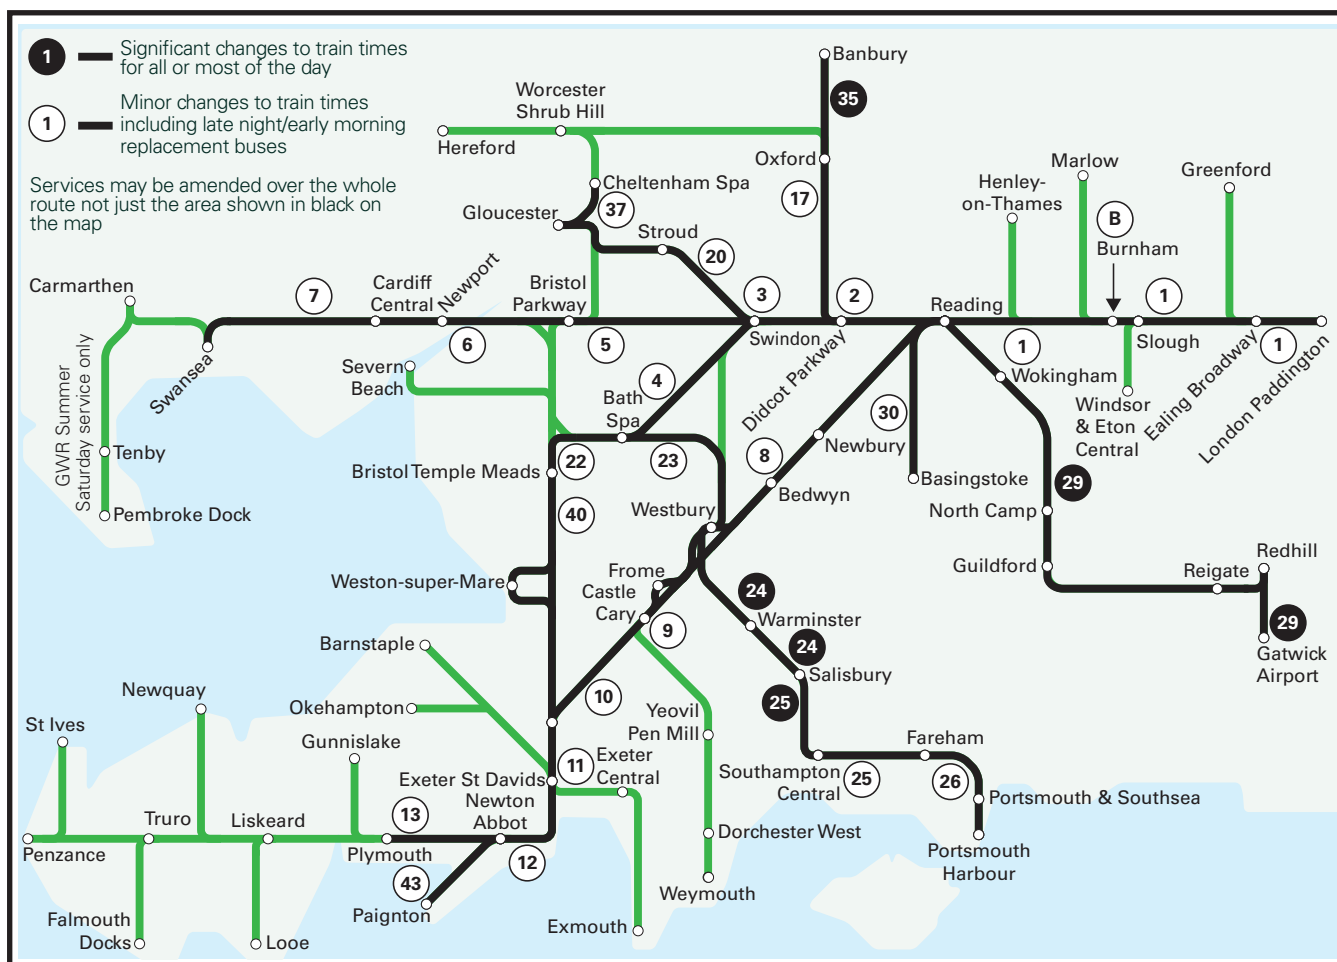 1
Significant changes to train times
for all or most of the day
1
Minor changes to train times
including late night/early morning
replacement buses
Services may be amended over the whole
route not just the area shown in black on
the map
Banbury
35
Worcester
Shrub Hill
Hereford
Oxford
Cheltenham Spa
17
37
Gloucester
Stroud
20
Marlow
Greenford
Henley-
on-Thames
B
Burnham
Carmarthen
7
Cardiff
Central
Newport
Bristol
Parkway
3
2
Reading
1
6
5
Swindon
Didcot Parkway
1
Slough
Ealing Broadway
1
London Paddington
Swansea
GWR Summer
Saturday service only
Severn
Beach
4
Bath
Spa
Wokingham
Windsor
& Eton
Central
30
Newbury
Tenby
Bristol Temple Meads
22
23
8
Bedwyn
Basingstoke
29
Pembroke Dock
40
Westbury
North Camp
Weston-super-Mare
Frome
Castle
Cary
Guildford
Redhill
Reigate
24
Warminster
9
29
Gatwick
Airport
Barnstaple
24
Salisbury
Newquay
Okehampton
10
25
Yeovil
Pen Mill
St Ives
Gunnislake
Fareham
Exeter St Davids
11
Exeter
Central
Southampton
Central
25
26
Newton
Abbot
Portsmouth & Southsea
Truro
Liskeard
13
Penzance
Plymouth
12
Dorchester West
Portsmouth
Harbour
43
Paignton
Weymouth
Falmouth
Docks
Looe
Exmouth